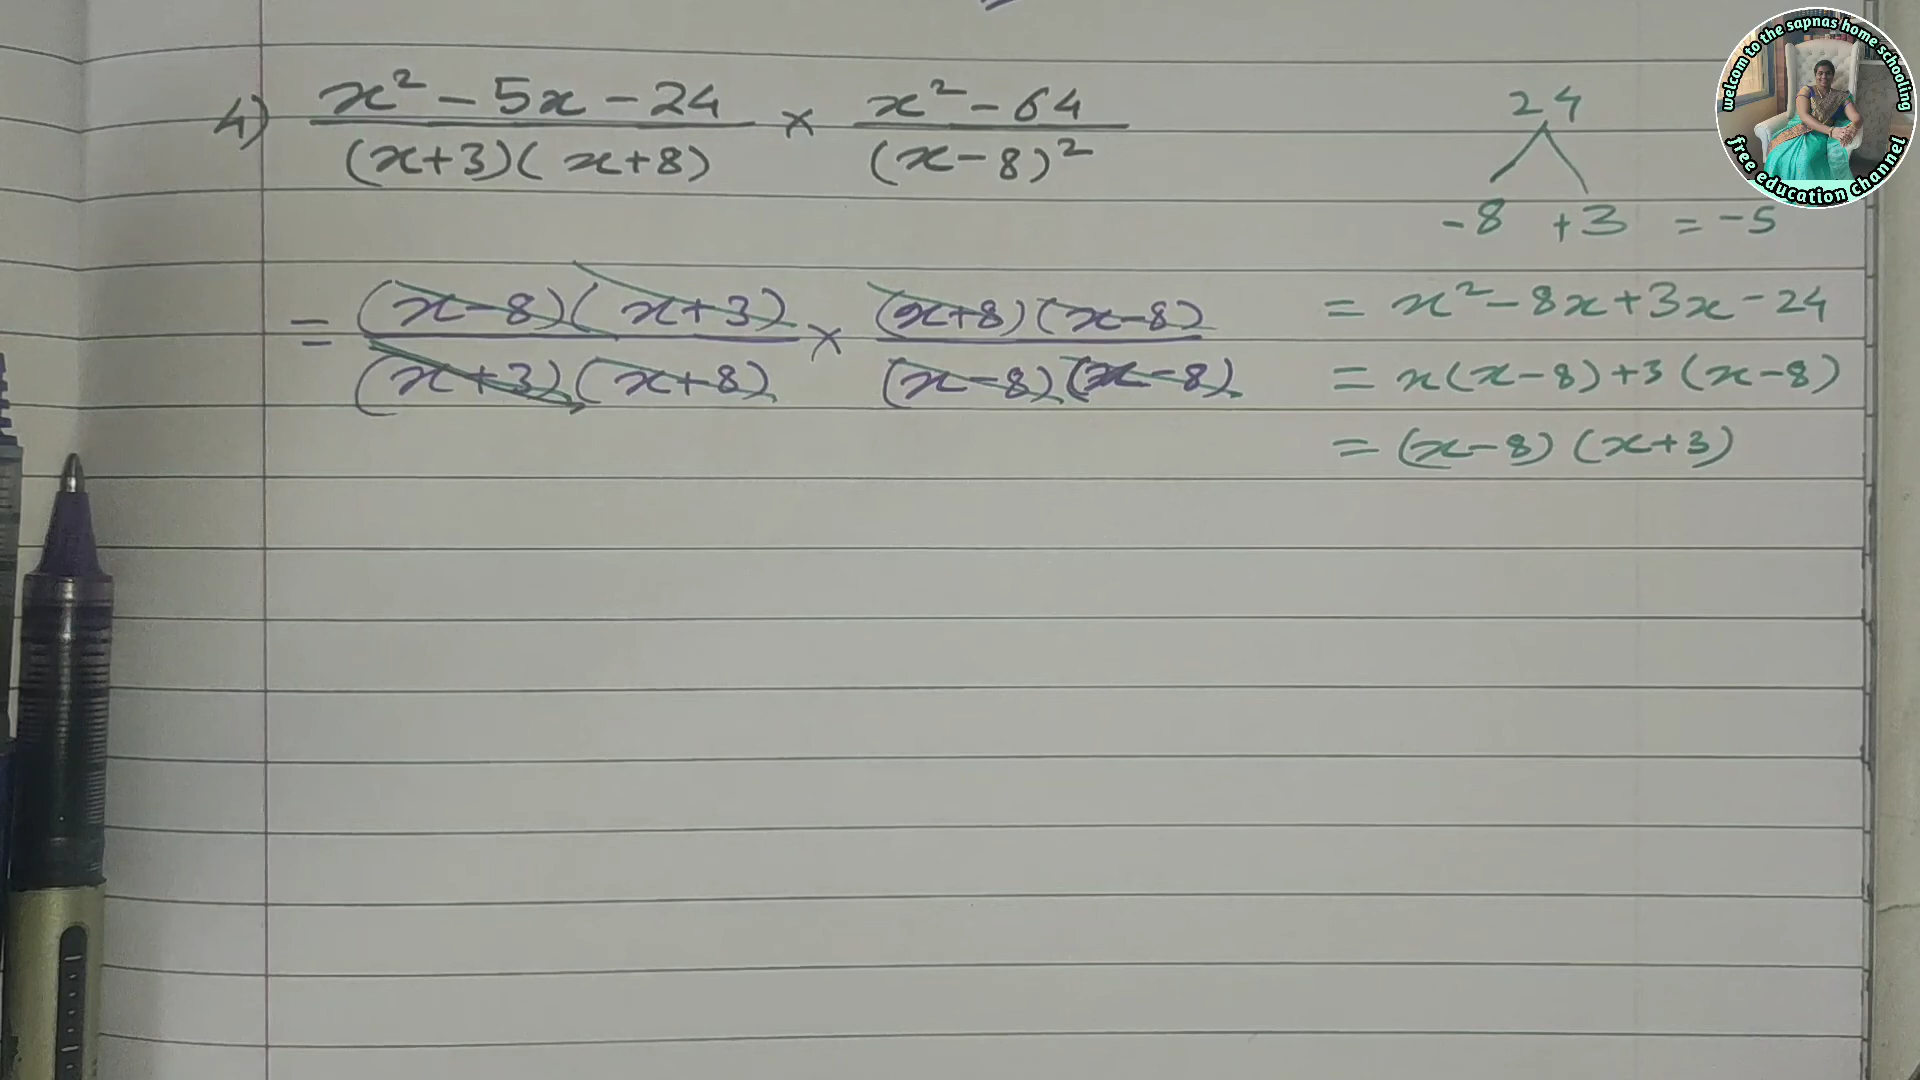 4) x² - 5x - 24 / (x+3)(x+8) × x² - 64 / (x-8)²
= (x-8)(x+3) / (x+3)(x+8) × (x+8)(x-8) / (x-8)(x-8)
24
-8 +3 = -5
= x² - 8x + 3x - 24
= x(x-8) + 3(x-8)
= (x-8) (x+3)
welcom to the sapnas home schooling
free education channel